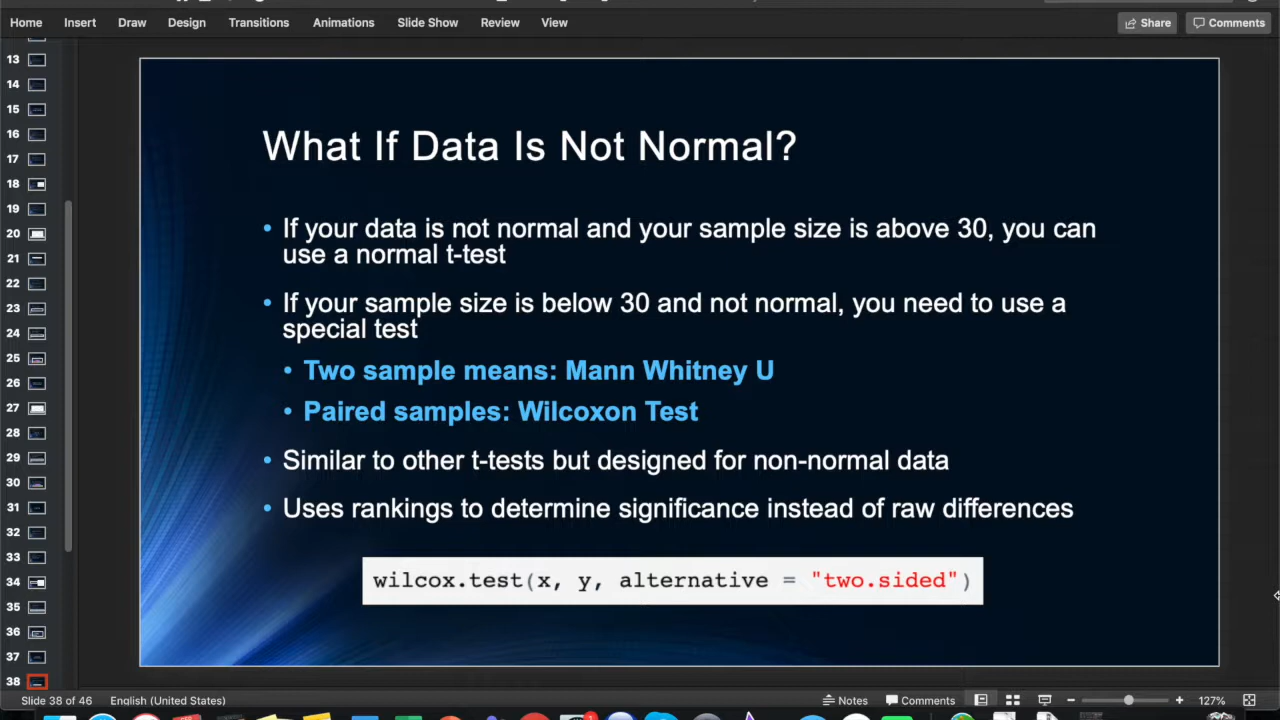 Home Insert Draw Design Transitions Animations Slide Show Review View Share Comments
13
14
15
16
17
18
19
20
21
22
23
24
25
26
27
28
29
30
31
32
33
34
35
36
37
38
What If Data Is Not Normal?
• If your data is not normal and your sample size is above 30, you can
use a normal t-test
• If your sample size is below 30 and not normal, you need to use a
special test
• Two sample means: Mann Whitney U
• Paired samples: Wilcoxon Test
• Similar to other t-tests but designed for non-normal data
• Uses rankings to determine significance instead of raw differences
wilcox.test(x, y, alternative = "two.sided")
Slide 38 of 46 English (United States) Notes Comments 127%